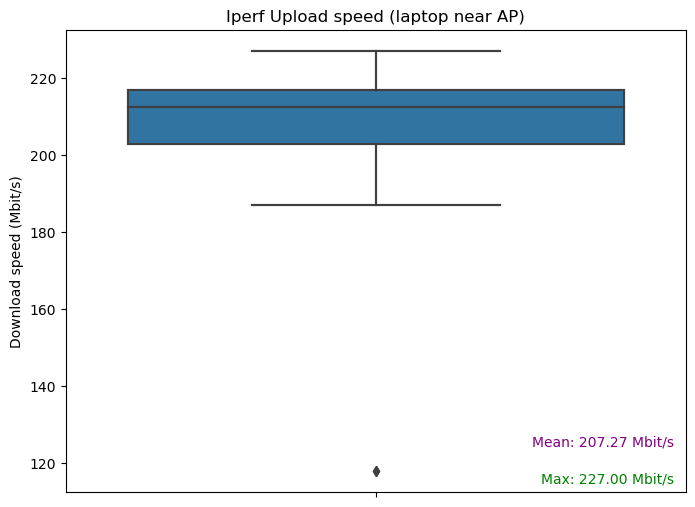 Iperf Upload speed (laptop near AP)
Download speed (Mbit/s)
220
200
180
160
140
120
Mean: 207.27 Mbit/s
Max: 227.00 Mbit/s